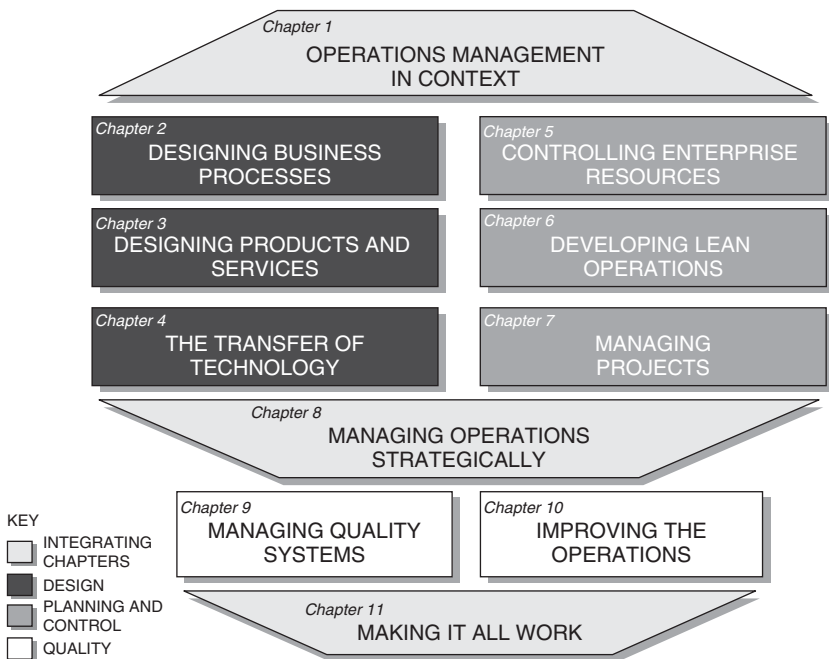 Chapter 1
OPERATIONS MANAGEMENT
IN CONTEXT
Chapter 2
DESIGNING BUSINESS
PROCESSES
Chapter 5
CONTROLLING ENTERPRISE
RESOURCES
Chapter 3
DESIGNING PRODUCTS AND
SERVICES
Chapter 6
DEVELOPING LEAN
OPERATIONS
Chapter 4
THE TRANSFER OF
TECHNOLOGY
Chapter 7
MANAGING
PROJECTS
Chapter 8
MANAGING OPERATIONS
STRATEGICALLY
Chapter 9
MANAGING QUALITY
SYSTEMS
Chapter 10
IMPROVING THE
OPERATIONS
Chapter 11
MAKING IT ALL WORK
KEY
INTEGRATING
CHAPTERS
DESIGN
PLANNING AND
CONTROL
QUALITY